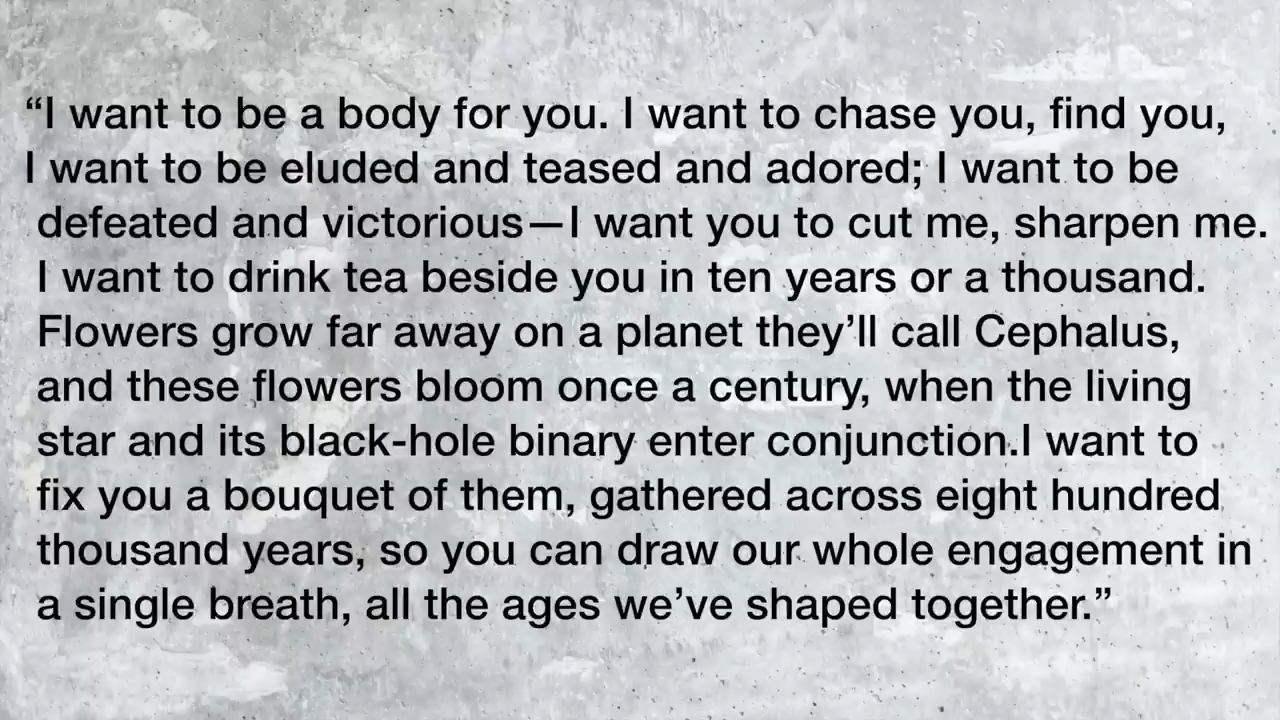 “I want to be a body for you. I want to chase you, find you,
I want to be eluded and teased and adored; I want to be
defeated and victorious—I want you to cut me, sharpen me.
I want to drink tea beside you in ten years or a thousand.
Flowers grow far away on a planet they’ll call Cephalus,
and these flowers bloom once a century, when the living
star and its black-hole binary enter conjunction.I want to
fix you a bouquet of them, gathered across eight hundred
thousand years, so you can draw our whole engagement in
a single breath, all the ages we’ve shaped together.”